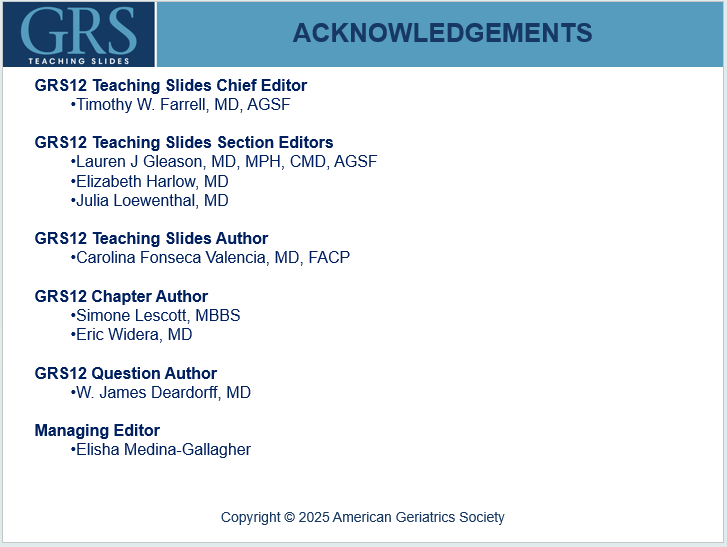 GRS
TEACHING SLIDES
ACKNOWLEDGEMENTS
GRS12 Teaching Slides Chief Editor
•Timothy W. Farrell, MD, AGSF
GRS12 Teaching Slides Section Editors
•Lauren J Gleason, MD, MPH, CMD, AGSF
•Elizabeth Harlow, MD
•Julia Loewenthal, MD
GRS12 Teaching Slides Author
•Carolina Fonseca Valencia, MD, FACP
GRS12 Chapter Author
•Simone Lescott, MBBS
•Eric Widera, MD
GRS12 Question Author
•W. James Deardorff, MD
Managing Editor
•Elisha Medina-Gallagher
Copyright © 2025 American Geriatrics Society